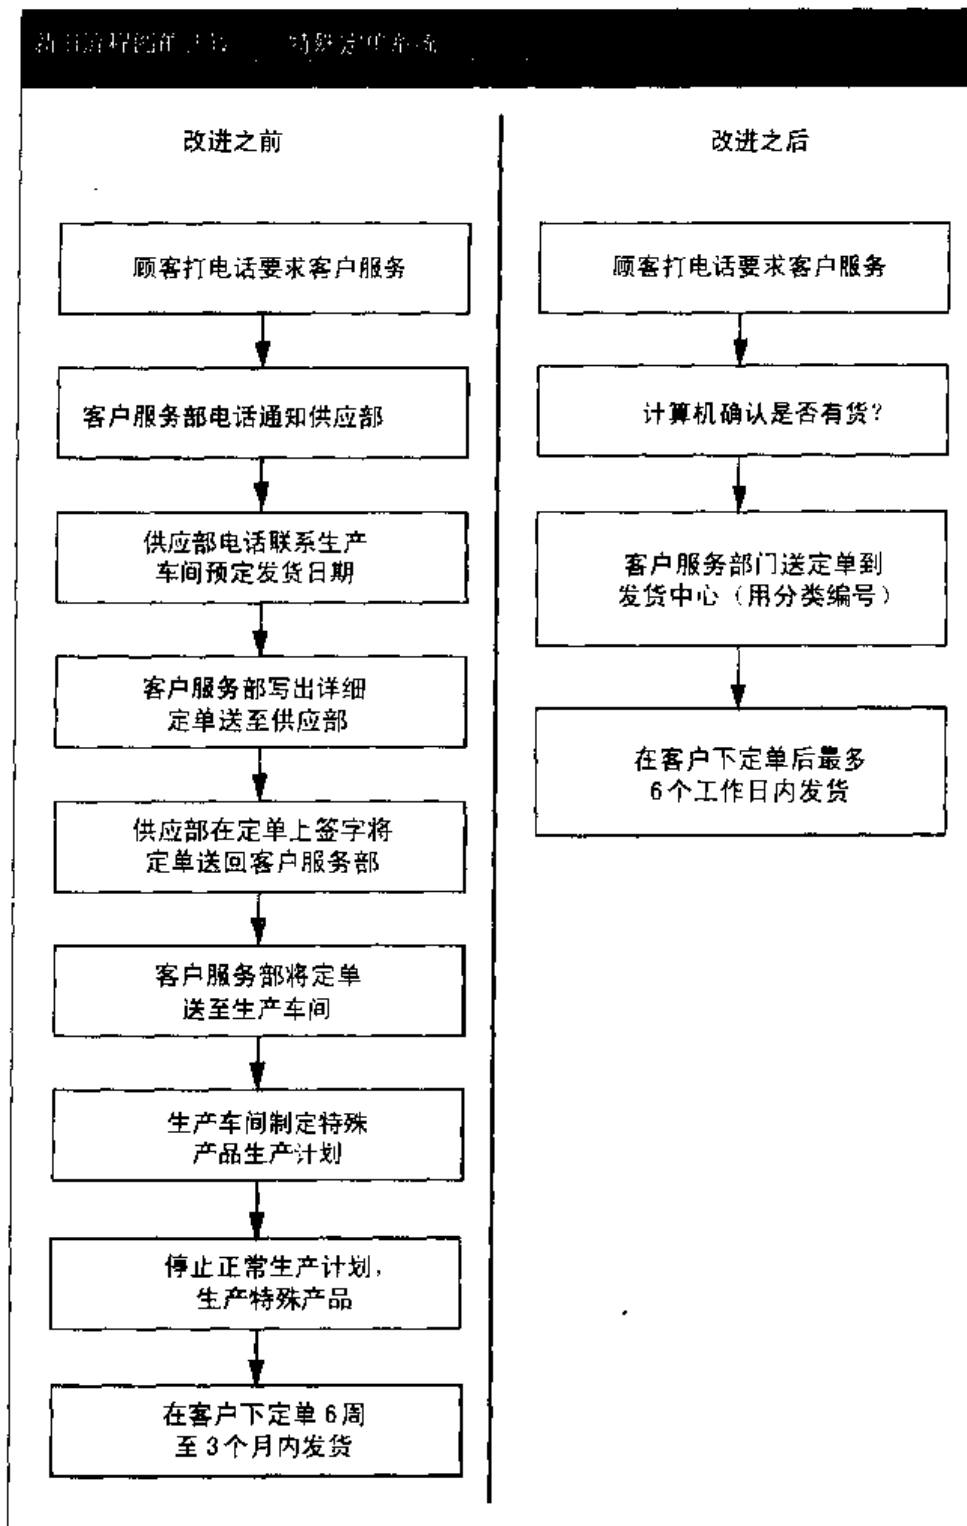 改进之前
顾客打电话要求客户服务
客户服务部电话通知供应部
供应部电话联系生产
车间预定发货日期
客户服务部写出详细
定单送至供应部
供应部在定单上签字将
定单送回客户服务部
客户服务部将定单
送至生产车间
生产车间制定特殊
产品生产计划
停止正常生产计划，
生产特殊产品
在客户下定单6周
至3个月内发货
改进之后
顾客打电话要求客户服务
计算机确认是否有货？
客户服务部门送定单到
发货中心（用分类编号）
在客户下定单后最多
6个工作日内发货